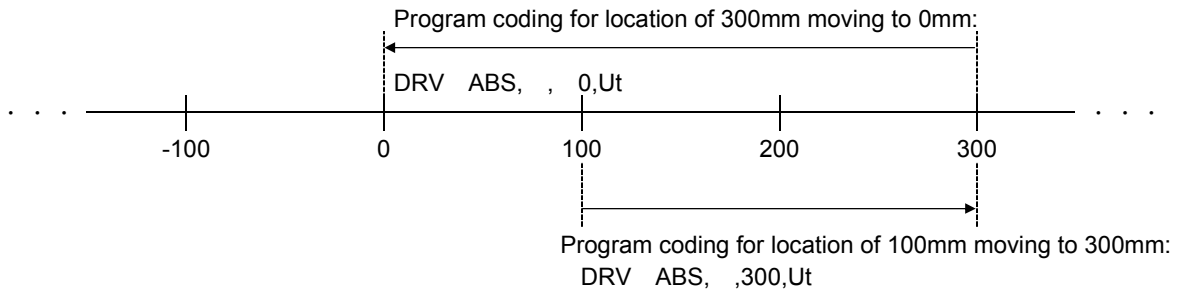 Program coding for location of 300mm moving to 0mm:
DRV ABS, , 0,Ut
. . . . . .
-100 0 100 200 300
Program coding for location of 100mm moving to 300mm:
DRV ABS, ,300,Ut